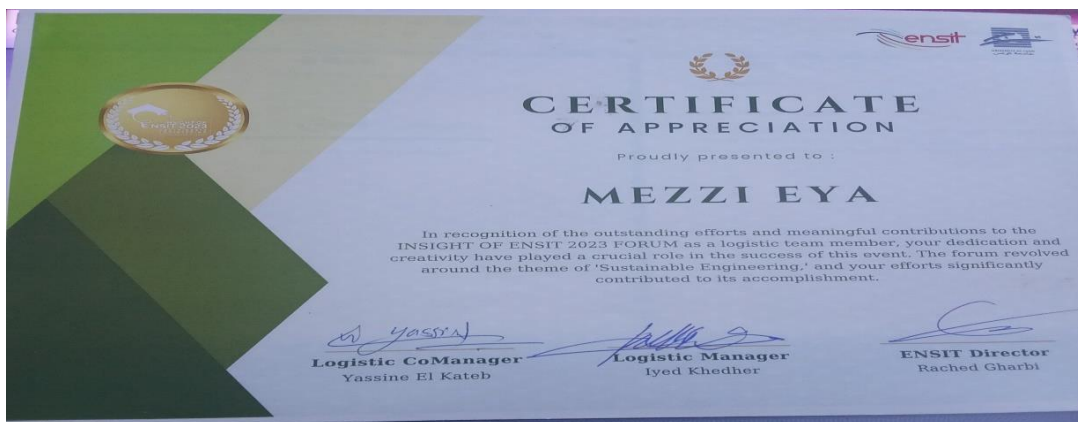 ensit
CERTIFICATE
OF APPRECIATION
Proudly presented to :
MEZZI EYA
In recognition of the outstanding efforts and meaningful contributions to the
INSIGHT OF ENSIT 2023 FORUM as a logistic team member, your dedication and
creativity have played a crucial role in the success of this event. The forum revolved
around the theme of 'Sustainable Engineering,' and your efforts significantly
contributed to its accomplishment.
yassin
Logistic CoManager
Yassine El Kateb
Logistic Manager
Iyed Khedher
ENSIT Director
Rached Gharbi
ENSIT 2023